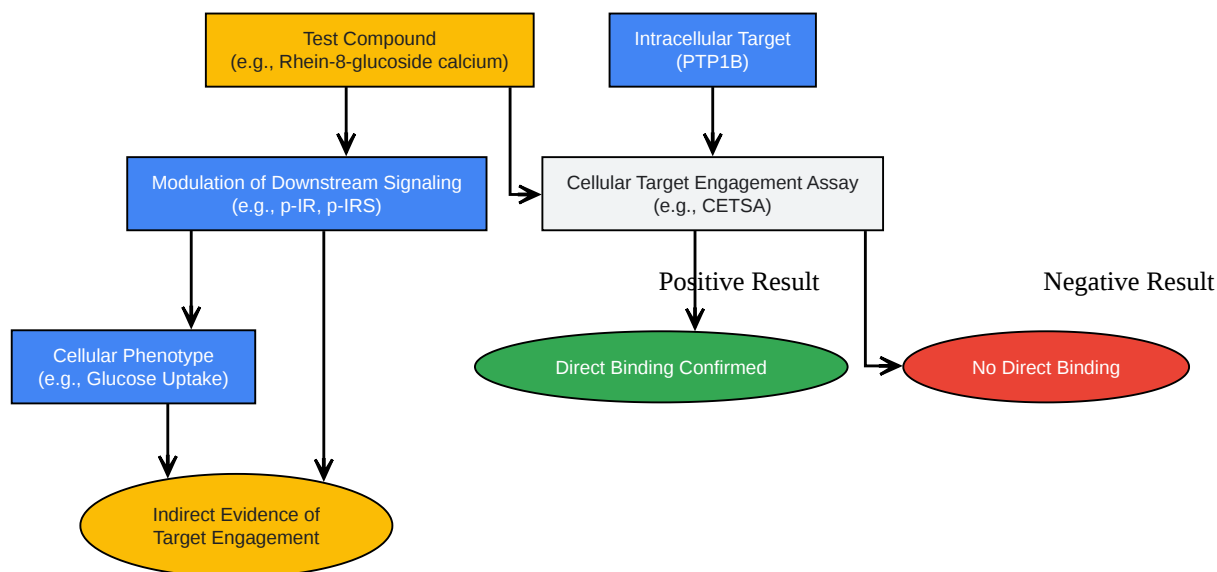 Test Compound
(e.g., Rhein-8-glucoside calcium)
Intracellular Target
(PTP1B)
Modulation of Downstream Signaling
(e.g., p-IR, p-IRS)
Cellular Target Engagement Assay
(e.g., CETSA)
Positive Result
Negative Result
Cellular Phenotype
(e.g., Glucose Uptake)
Direct Binding Confirmed
No Direct Binding
Indirect Evidence of
Target Engagement